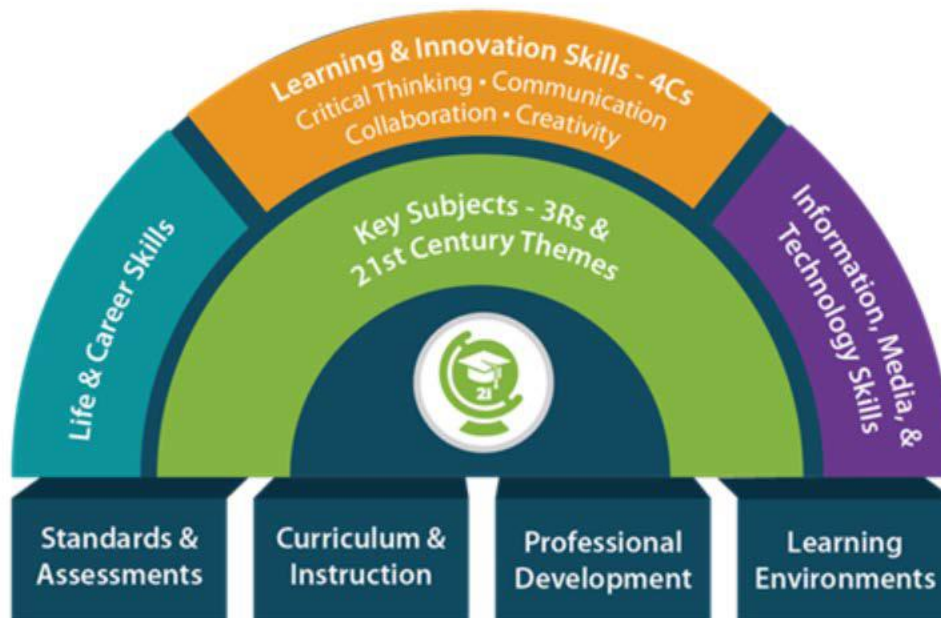 Learning & Innovation Skills - 4Cs
Critical Thinking • Communication
Collaboration • Creativity
Life & Career Skills
Key Subjects - 3Rs &
21st Century Themes
Information, Media, &
Technology Skills
21
Standards &
Assessments
Curriculum &
Instruction
Professional
Development
Learning
Environments